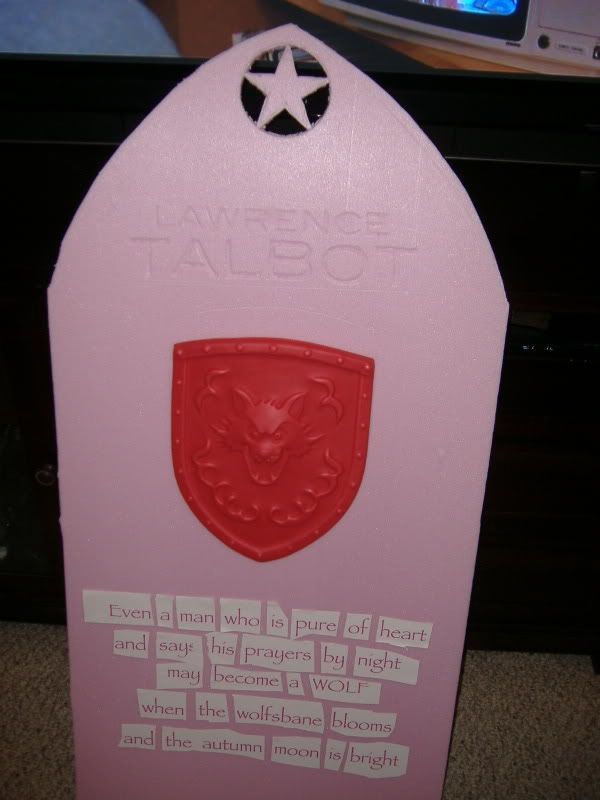 LAWRENCE
TALBOT
Even a man who is pure of heart
and says his prayers by night
may become a WOLF
when the wolfsbane blooms
and the autumn moon is bright